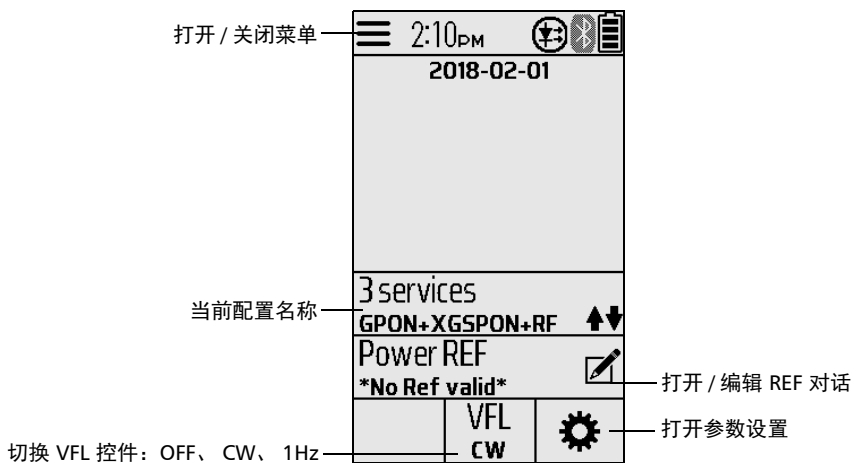 打开 / 关闭菜单
2:10PM
2018-02-01
3 services
当前配置名称
GPON+XGSPON+RF
Power REF
*No Ref valid*
打开 / 编辑 REF 对话
VFL
打开参数设置
切换 VFL 控件：OFF、 CW、 1Hz
CW